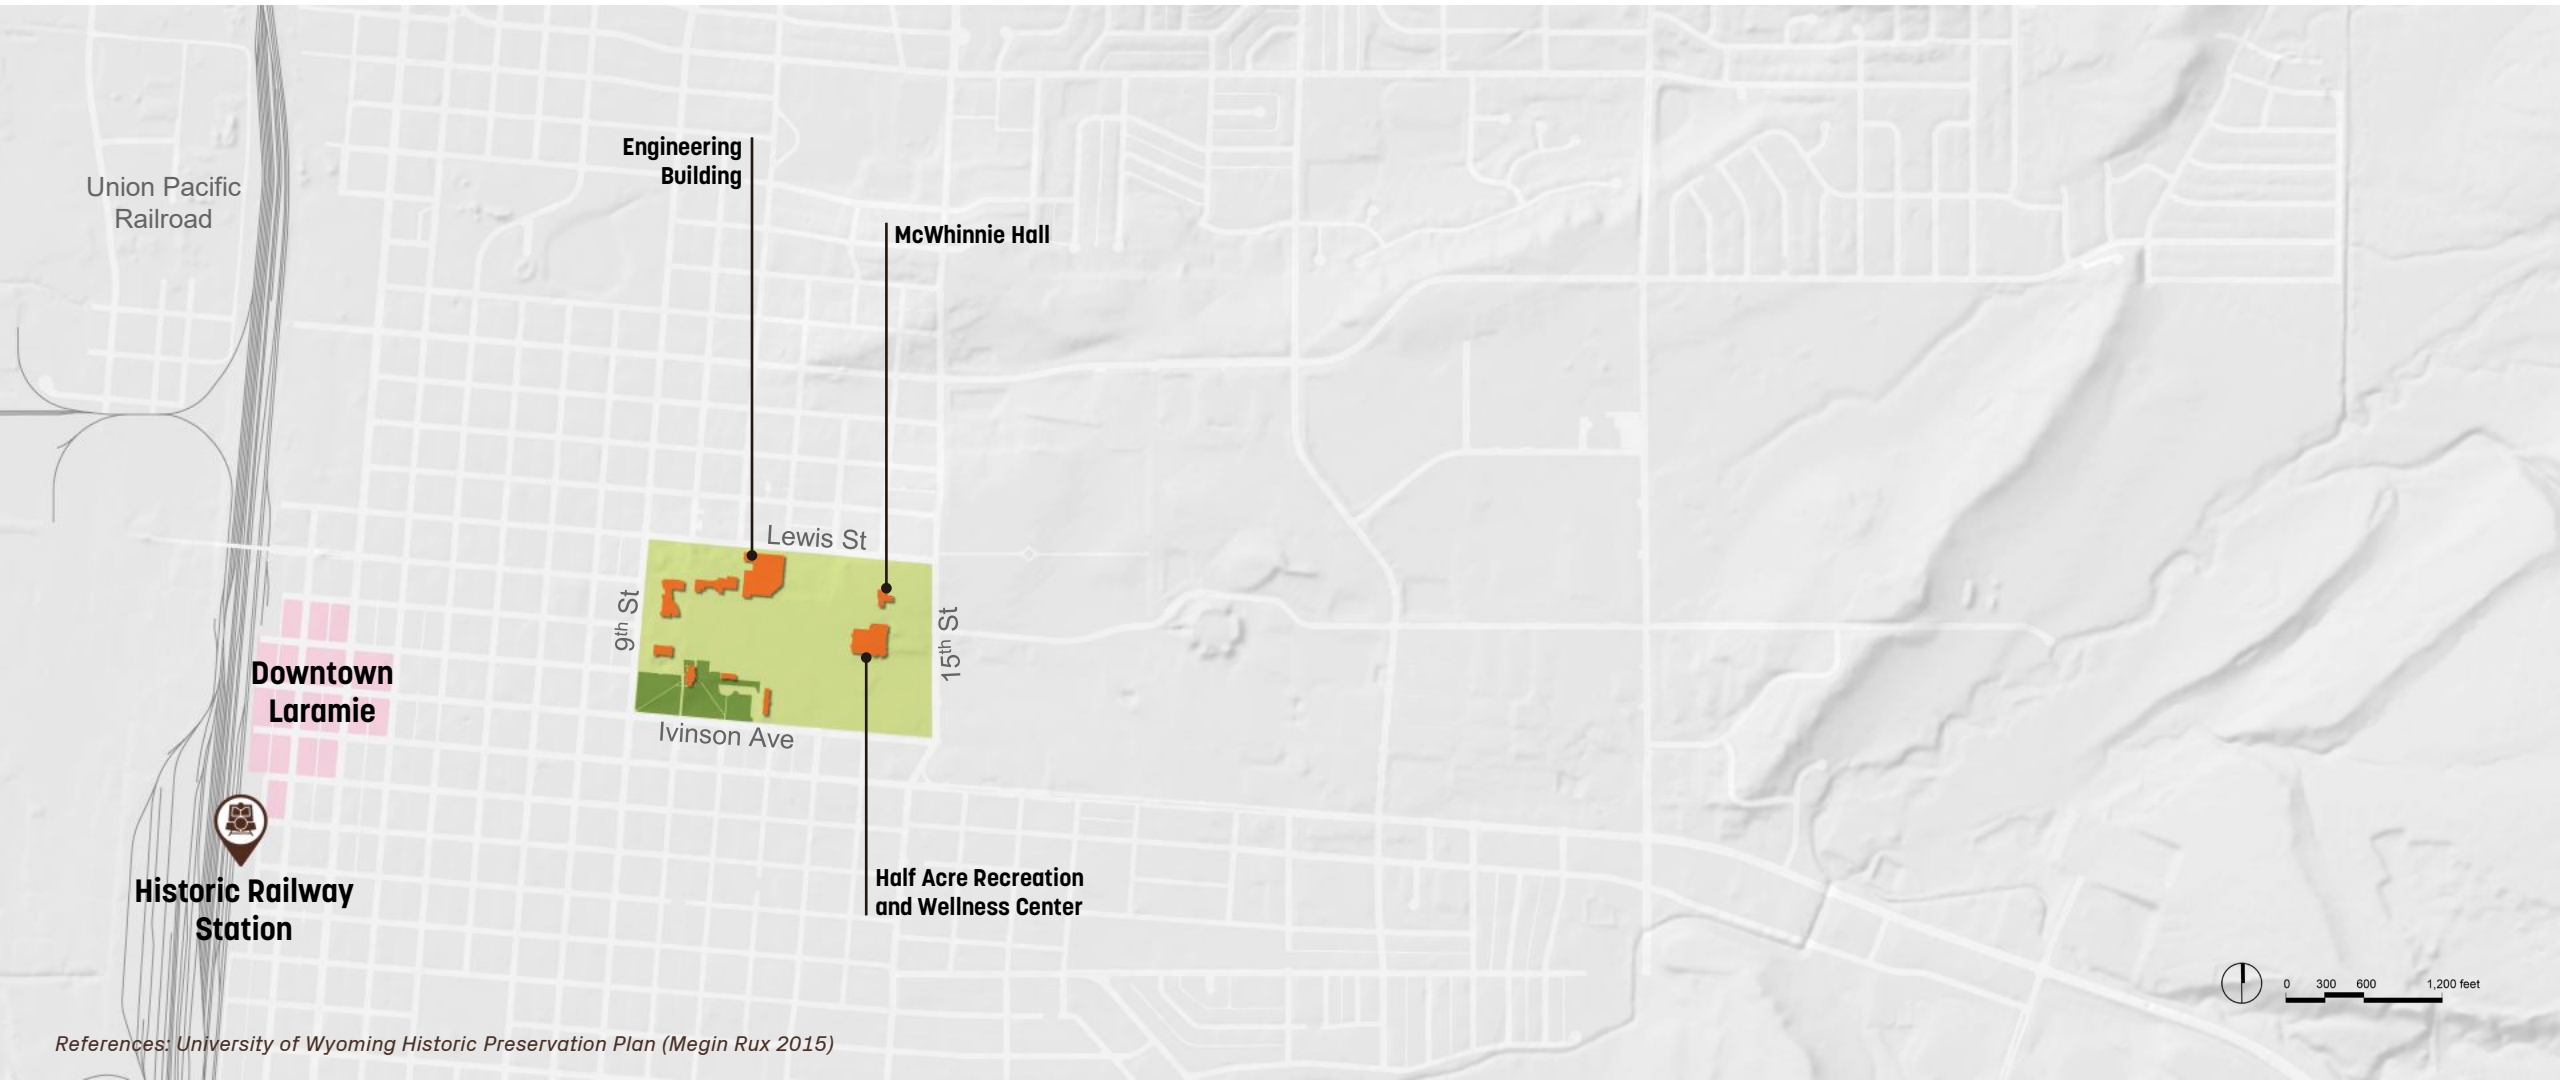 Engineering
Building
McWhinnie Hall
Union Pacific
Railroad
Lewis St
9th St
15th St
Downtown
Laramie
Ivinson Ave
Historic Railway
Station
Half Acre Recreation
and Wellness Center
0 300 600 1,200 feet
References: University of Wyoming Historic Preservation Plan (Megin Rux 2015)